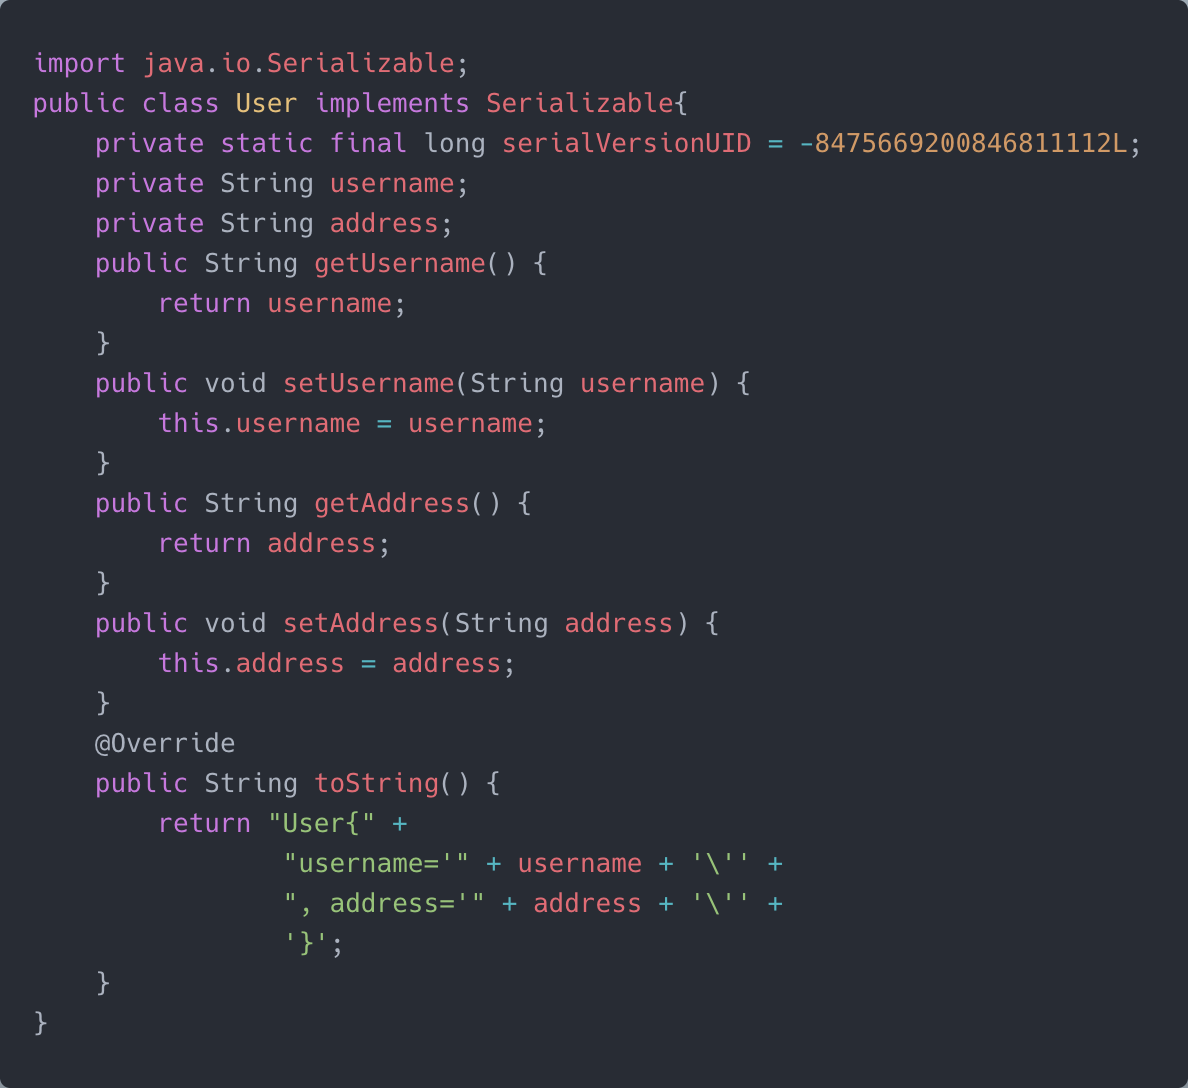 import java.io.Serializable;
public class User implements Serializable{
    private static final long serialVersionUID = -8475669200846811112L;
    private String username;
    private String address;
    public String getUsername() {
        return username;
    }
    public void setUsername(String username) {
        this.username = username;
    }
    public String getAddress() {
        return address;
    }
    public void setAddress(String address) {
        this.address = address;
    }
    @Override
    public String toString() {
        return "User{" +
                "username='" + username + '\'' +
                ", address='" + address + '\'' +
                '}';
    }
}